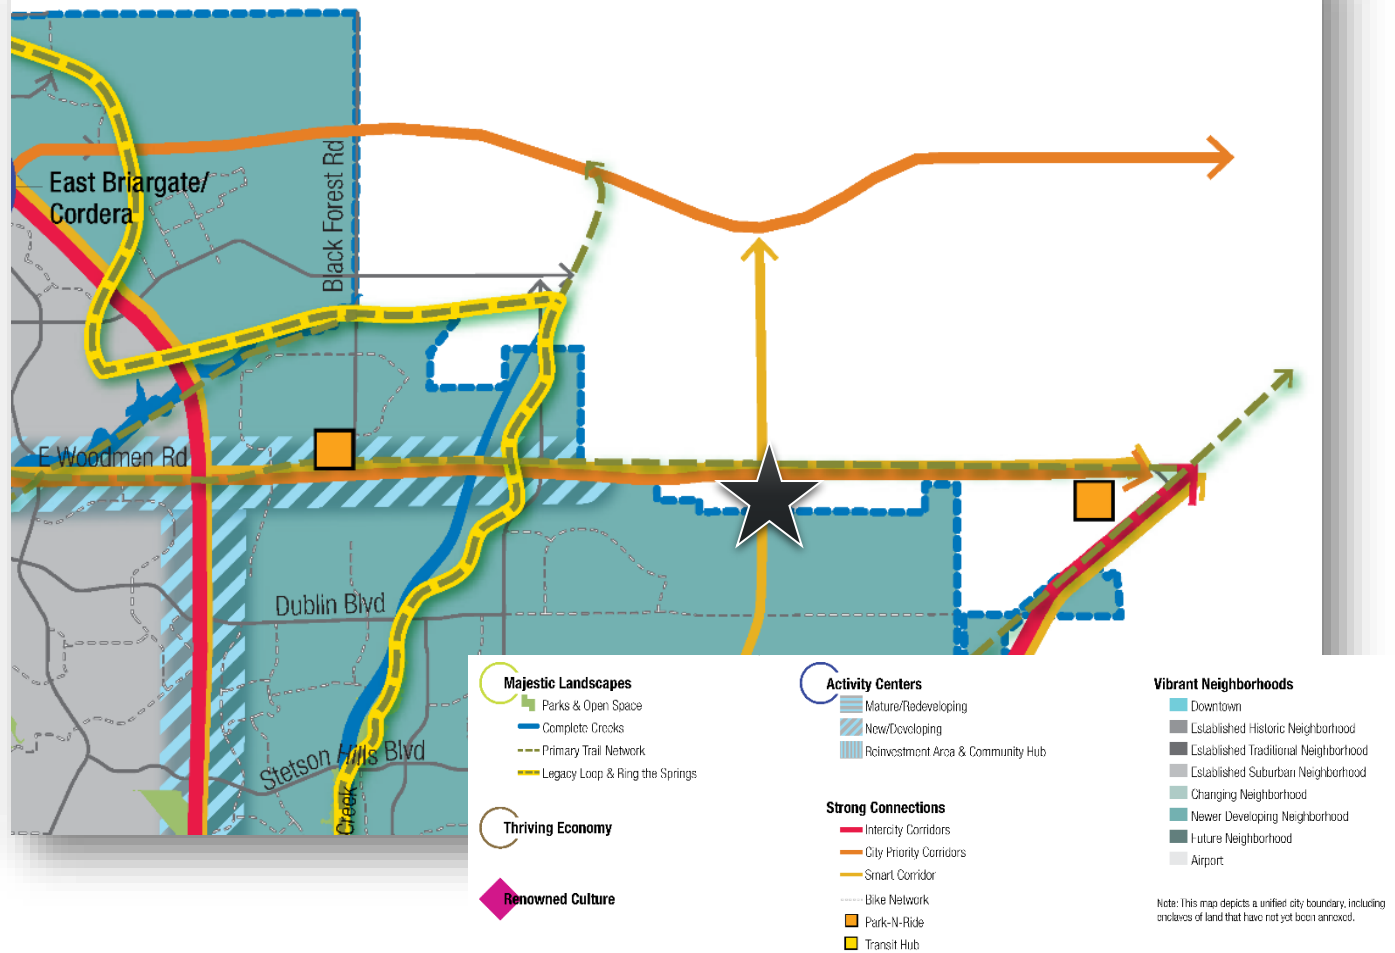 Black Forest Rd
East Briargate/
Cordera
E Woodmen Rd
Dublin Blvd
Stetson Hills Blvd
Creek
Majestic Landscapes
Parks & Open Space
Complete Creeks
Primary Trail Network
Legacy Loop & Ring the Springs
Thriving Economy
Renowned Culture
Activity Centers
Mature/Redeveloping
New/Developing
Reinvestment Area & Community Hub
Strong Connections
Intercity Corridors
City Priority Corridors
Smart Corridor
Bike Network
Park-N-Ride
Transit Hub
Vibrant Neighborhoods
Downtown
Established Historic Neighborhood
Established Traditional Neighborhood
Established Suburban Neighborhood
Changing Neighborhood
Newer Developing Neighborhood
Future Neighborhood
Airport
Note: This map depicts a unified city boundary, including
enclaves of land that have not yet been annexed.